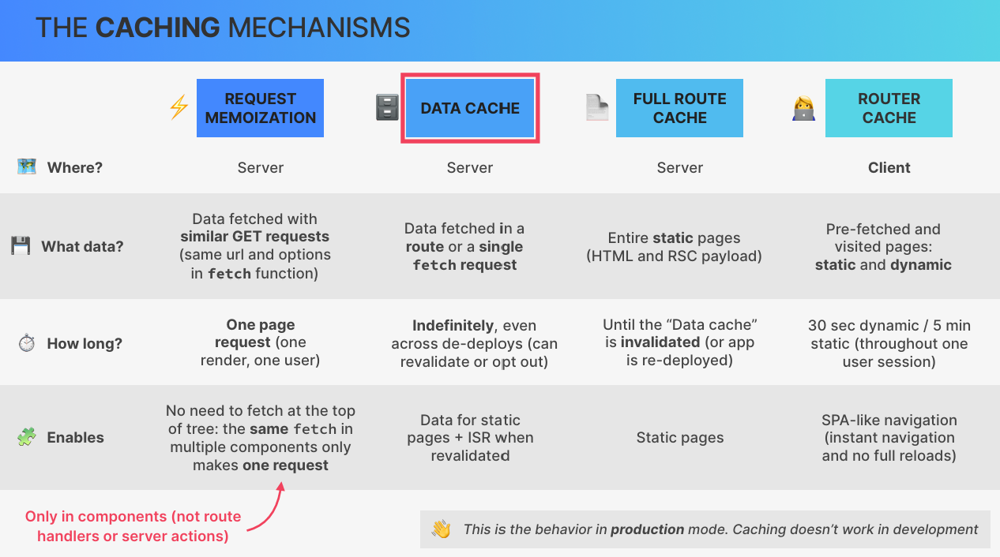 THE CACHING MECHANISMS
REQUEST
MEMOIZATION
DATA CACHE
FULL ROUTE
CACHE
ROUTER
CACHE
Where?
Server
Server
Server
Client
What data?
Data fetched with
similar GET requests
(same url and options
in fetch function)
Data fetched in a
route or a single
fetch request
Entire static pages
(HTML and RSC payload)
Pre-fetched and
visited pages:
static and dynamic
How long?
One page
request (one
render, one user)
Indefinitely, even
across de-deploys (can
revalidate or opt out)
Until the “Data cache”
is invalidated (or app
is re-deployed)
30 sec dynamic / 5 min
static (throughout one
user session)
Enables
No need to fetch at the top
of tree: the same fetch in
multiple components only
makes one request
Data for static
pages + ISR when
revalidated
Static pages
SPA-like navigation
(instant navigation
and no full reloads)
Only in components (not route
handlers or server actions)
This is the behavior in production mode. Caching doesn’t work in development